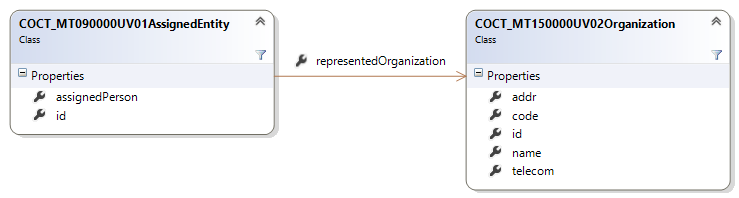 COCT_MT090000UV01AssignedEntity
Class
Properties
assignedPerson
id
representedOrganization
COCT_MT150000UV02Organization
Class
Properties
addr
code
id
name
telecom